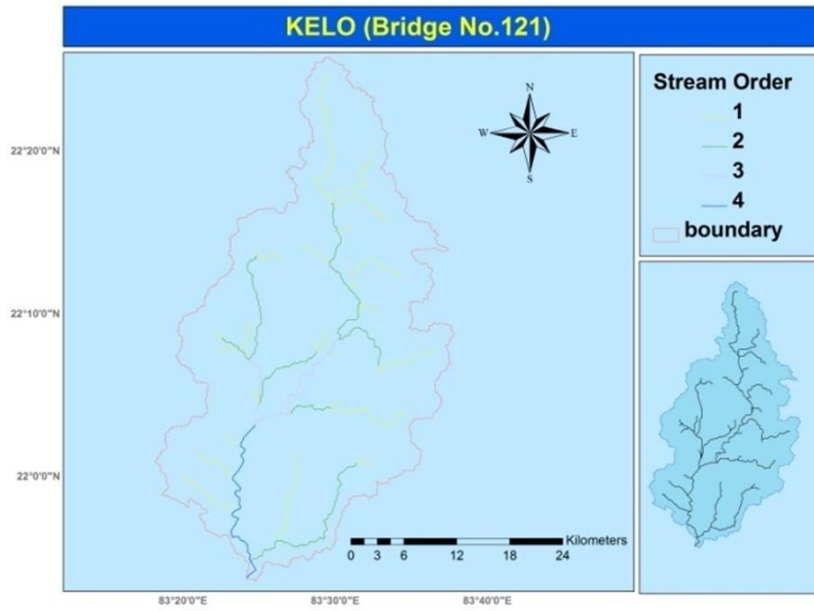 KELO (Bridge No.121)
N
W
E
S
Stream Order
1
2
3
4
boundary
22°20'0"N
22°10'0"N
22°0'0"N
Kilometers
0 3 6 12 18 24
83°20'0"E 83°30'0"E 83°40'0"E